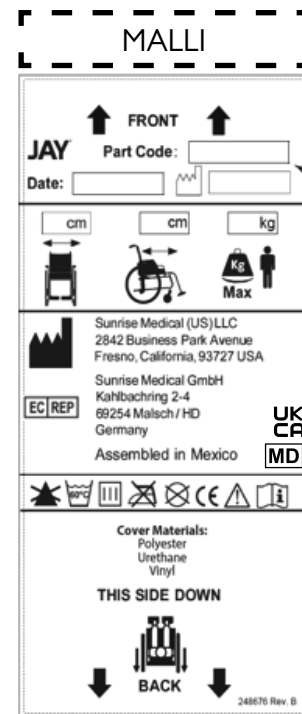 MALLI
FRONT
JAY
Part Code:
Date:
cm cm kg
Kg
Max
Sunrise Medical (US)LLC
2842 Business Park Avenue
Fresno, California, 93727 USA
Sunrise Medical GmbH
Kahlbachring 2-4
69254 Malsch / HD
Germany
EC REP
UK
CA
Assembled in Mexico
MD
60°C
CE
i
Cover Materials:
Polyester
Urethane
Vinyl
THIS SIDE DOWN
BACK
248676 Rev. B